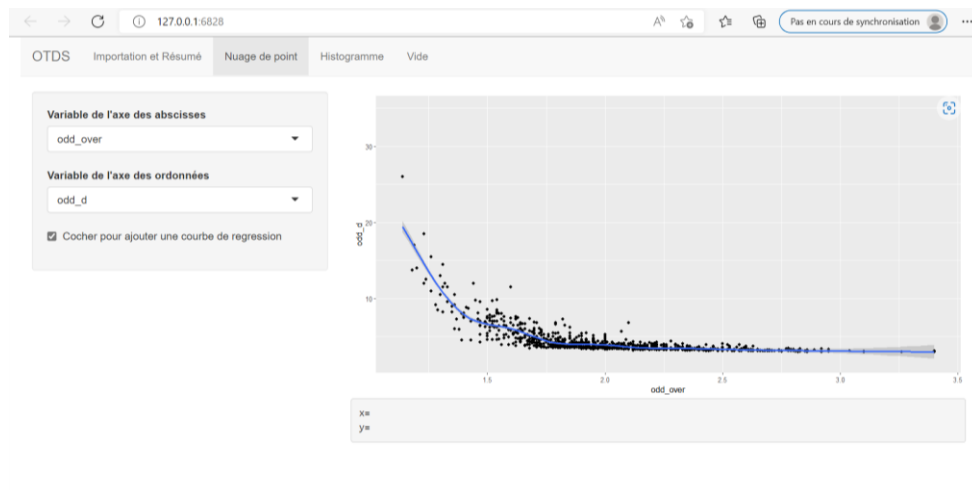 127.0.0.1:6828
Pas en cours de synchronisation
OTDS Importation et Résumé Nuage de point Histogramme Vide
Variable de l'axe des abscisses
odd_over
Variable de l'axe des ordonnées
odd_d
Cocher pour ajouter une courbe de regression
30
20
10
odd_d
1.5 2.0 2.5 3.0 3.5
odd_over
x=
y=